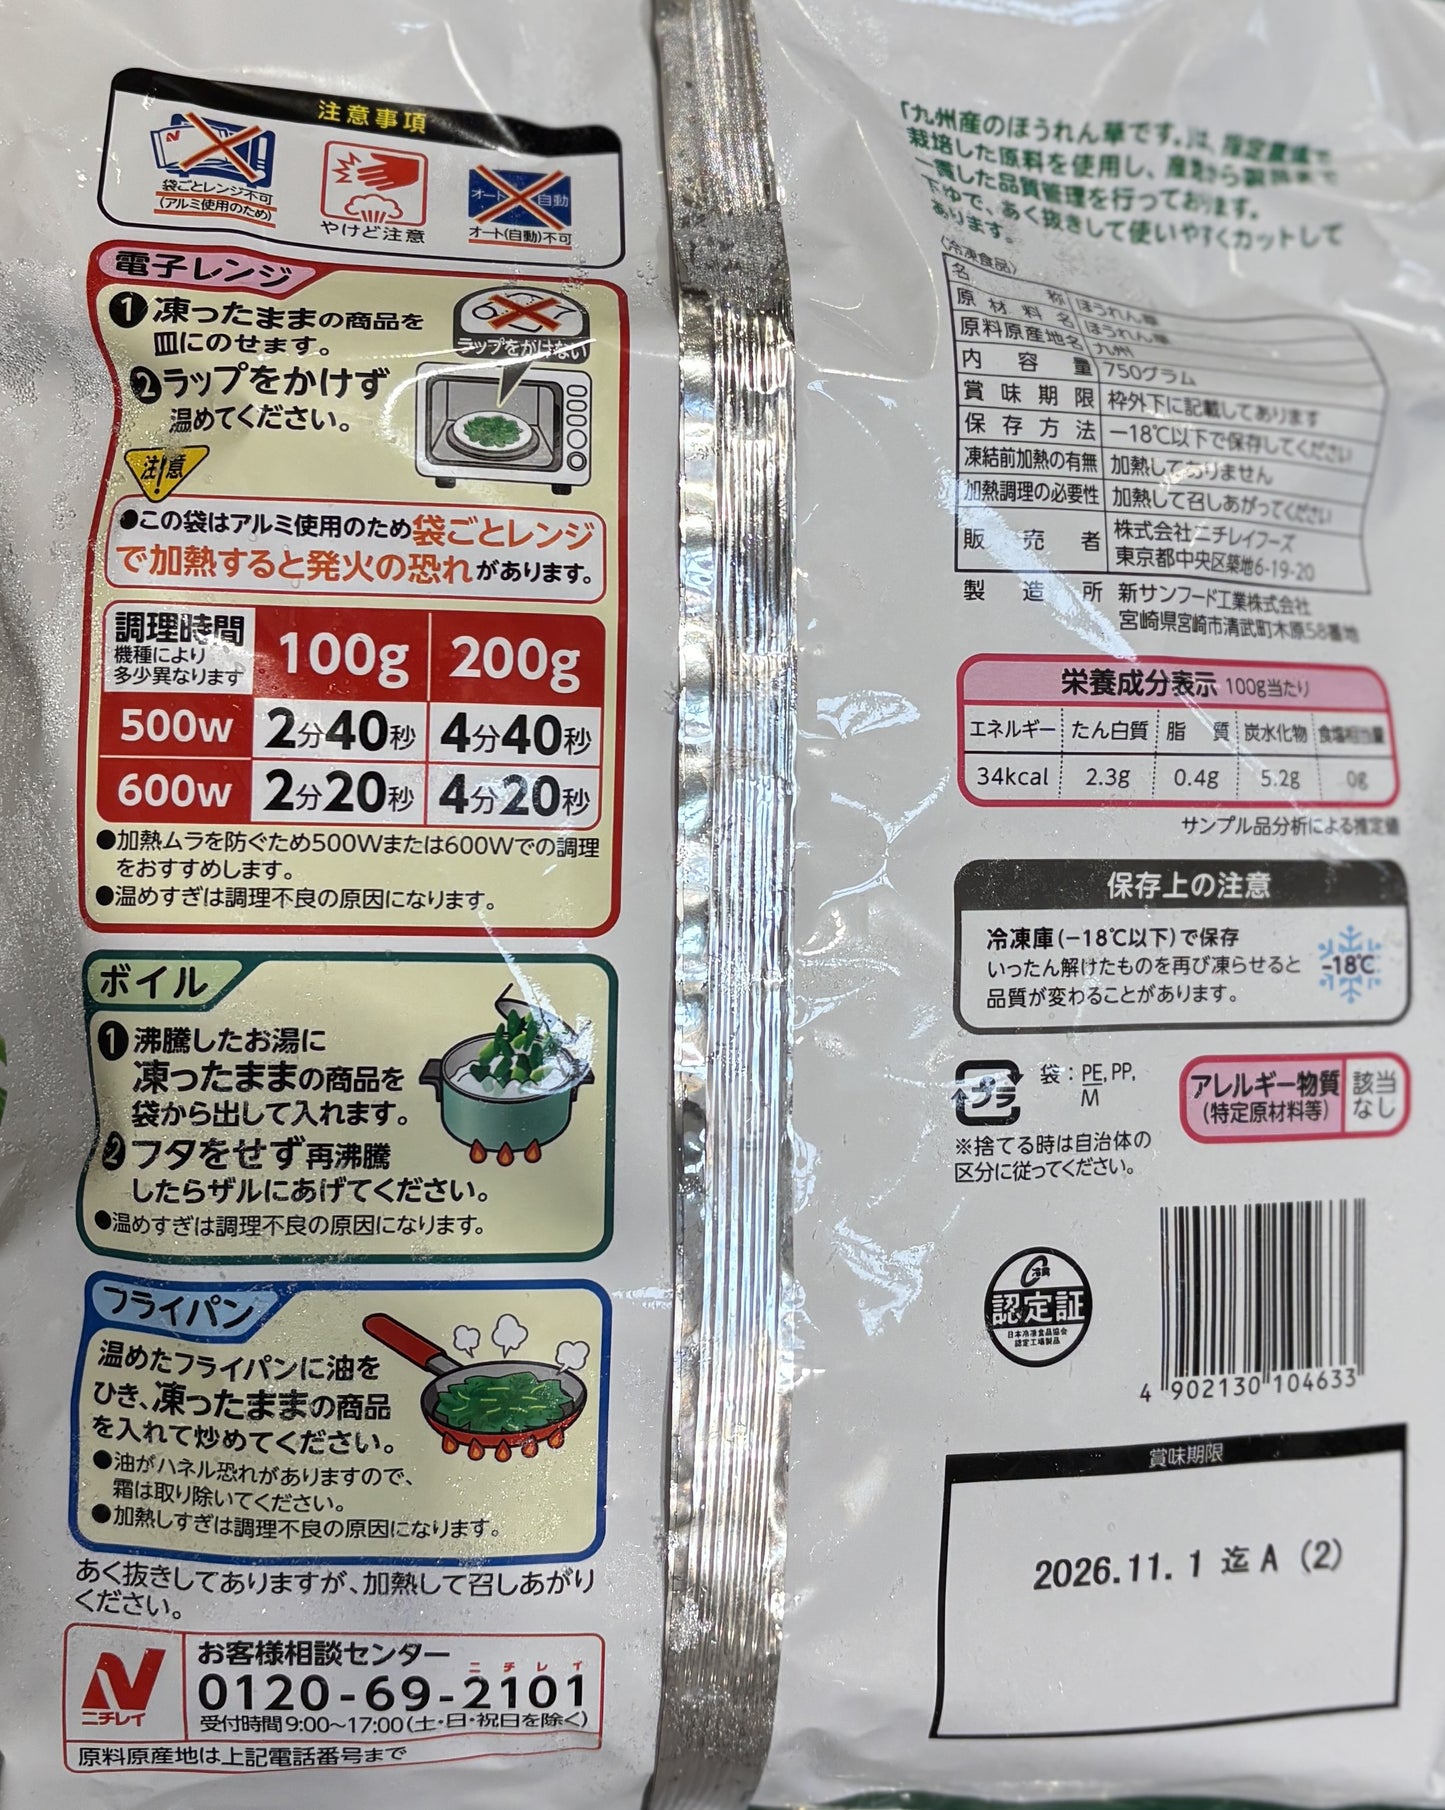 注意事項
袋ごとレンジ不可
(アルミ使用のため)
やけど注意
オート 自動
オート(自動)不可
電子レンジ
❶凍ったままの商品を
皿にのせます。
❷ラップをかけず
温めてください。
ラップをかけない
注意
●この袋はアルミ使用のため袋ごとレンジ
で加熱すると発火の恐れがあります。
調理時間
機種により
多少異なります
100g 200g
500w 2分40秒 4分40秒
600w 2分20秒 4分20秒
●加熱ムラを防ぐため500Wまたは600Wでの調理
をおすすめします。
●温めすぎは調理不良の原因になります。
ボイル
❶沸騰したお湯に
凍ったままの商品を
袋から出して入れます。
❷フタをせず再沸騰
したらザルにあげてください。
●温めすぎは調理不良の原因になります。
フライパン
温めたフライパンに油を
ひき、凍ったままの商品
を入れて炒めてください。
●油がハネル恐れがありますので、
霜は取り除いてください。
●加熱しすぎは調理不良の原因になります。
あく抜きしてありますが、加熱して召しあがり
ください。
ニチレイ
お客様相談センター
ニチレイ
0120-69-2101
受付時間9:00〜17:00(土・日・祝日を除く)
原料原産地は上記電話番号まで
「九州産のほうれん草です。」は、指定農場で
栽培した原料を使用し、産地から製品まで
一貫した品質管理を行っております。
下ゆで、あく抜きして使いやすくカットして
あります。
〈冷凍食品〉
名称 ほうれん草
原材料名 ほうれん草
原料原産地名 九州
内容量 750グラム
賞味期限 枠外下に記載してあります
保存方法 −18℃以下で保存してください
凍結前加熱の有無 加熱しておりません
加熱調理の必要性 加熱して召しあがってください
販売者 株式会社ニチレイフーズ
東京都中央区築地6-19-20
製造所 新サンフード工業株式会社
宮崎県宮崎市清武町木原58番地
栄養成分表示 100g当たり
エネルギー たん白質 脂質 炭水化物 食塩相当量
34kcal 2.3g 0.4g 5.2g 0g
サンプル品分析による推定値
保存上の注意
冷凍庫(−18℃以下)で保存
いったん解けたものを再び凍らせると
品質が変わることがあります。
-18℃
プラ
袋：PE, PP,
M
※捨てる時は自治体の
区分に従ってください。
アレルギー物質
(特定原材料等)
該当
なし
冷食
認定証
日本冷凍食品協会
認定工場製品
4 902130 104633
賞味期限
2026.11. 1 迄 A (2)